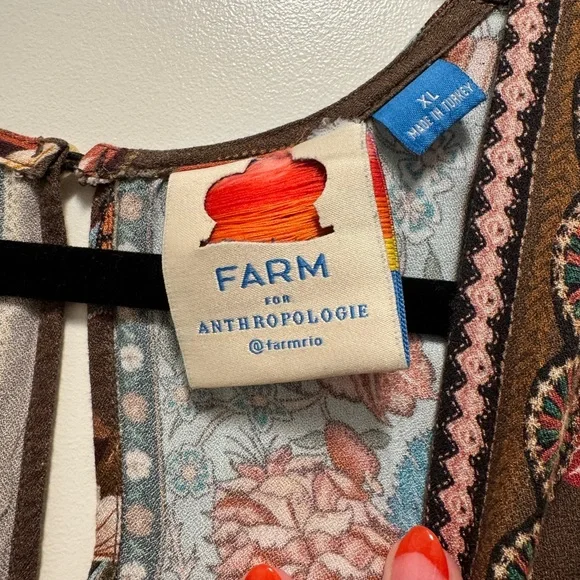 XL
MADE IN TURKEY
FARM
FOR
ANTHROPOLOGIE
@farmrio